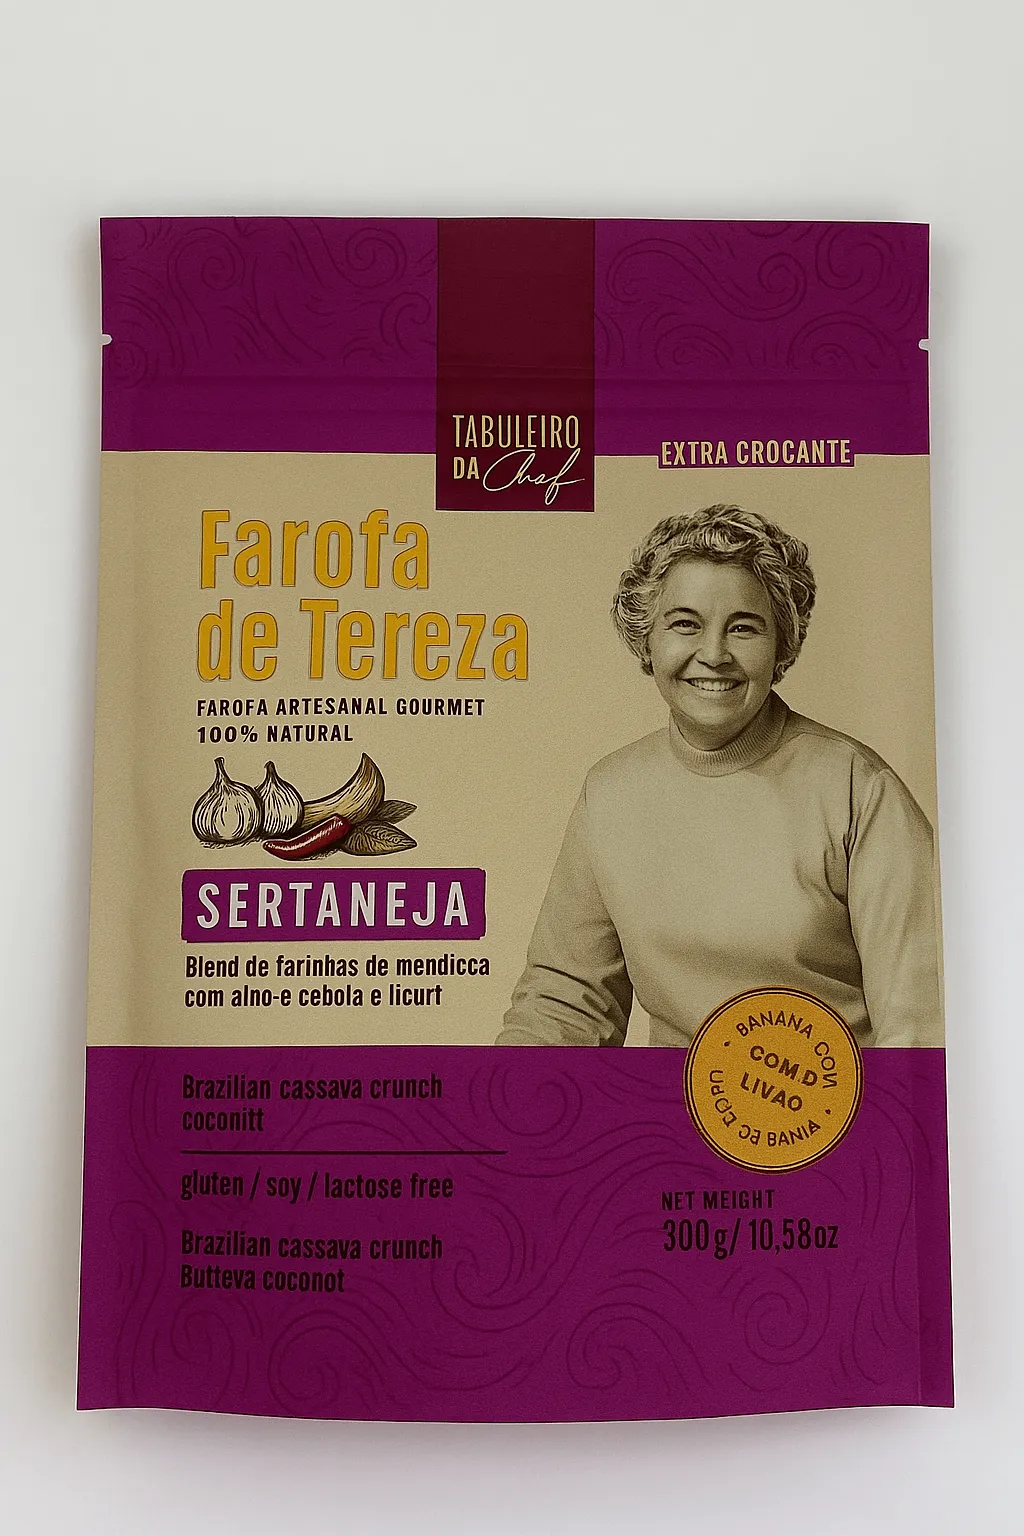 TABULEIRO
DA Chef
EXTRA CROCANTE
Farofa
de Tereza
FAROFA ARTESANAL GOURMET
100% NATURAL
SERTANEJA
Blend de farinhas de mendicca
com alno-e cebola e licurt
Brazilian cassava crunch
coconitt
gluten / soy / lactose free
Brazilian cassava crunch
Butteva coconot
BANANA CON
COM.D
LIVAO
BANIA
NET MEIGHT
300g/ 10,58oz